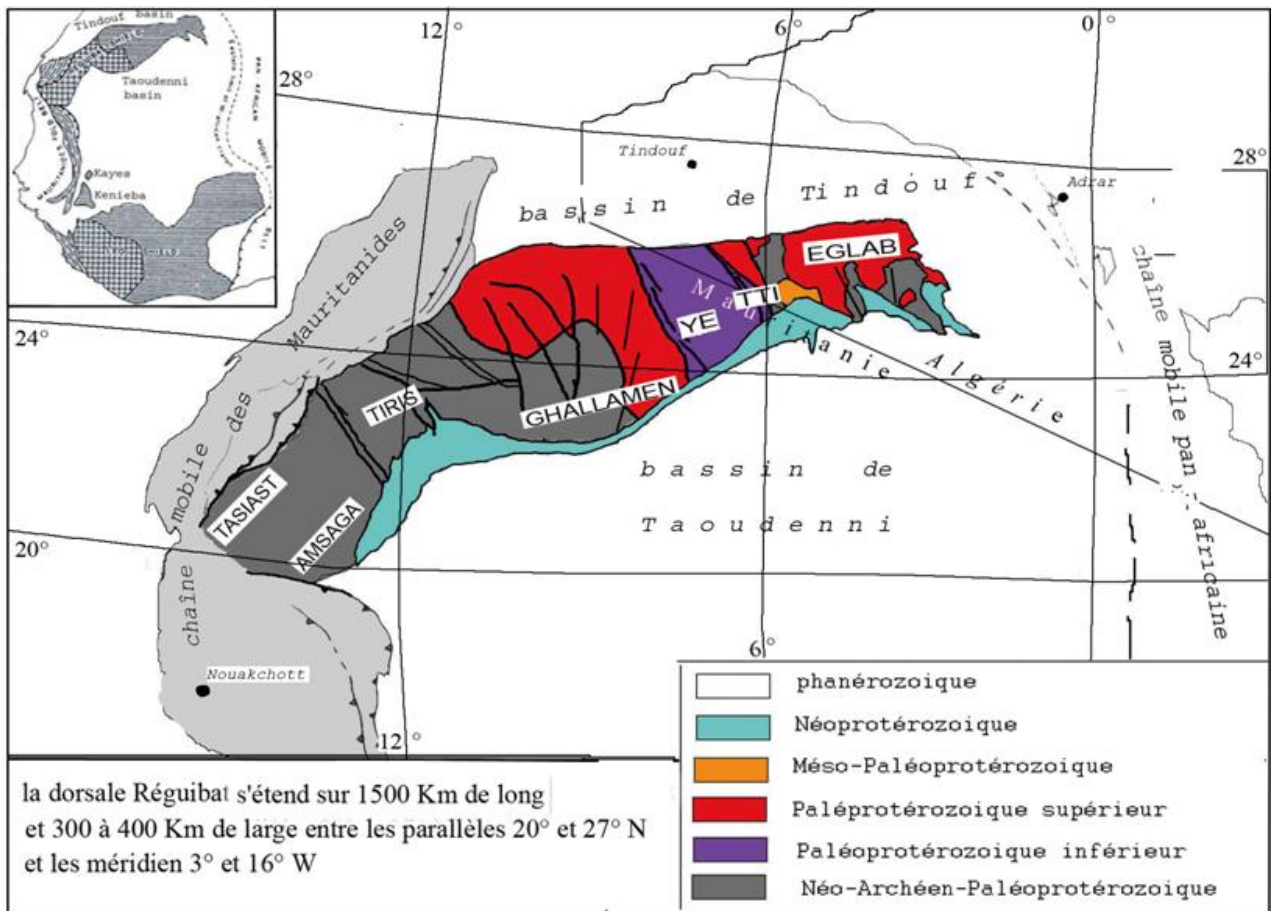 Tindouf basin
Taoudenni
basin
Kayes
Kenieba
PAN AFRICAN
12°
6°
0°
28°
28°
Tindouf
Adrar
bassin de Tindouf
EGLAB
TTI
YE
Mauritanie
Algérie
24°
24°
chaîne mobile des Mauritanides
TIRIS
GHALLAMEN
TASIAST
AMSAGA
bassin de
Taoudenni
chaîne mobile pan-africaine
20°
6°
Nouakchott
12°
phanérozoique
Néoprotérozoique
Méso-Paléoprotérozoique
Paléprotérozoique supérieur
Paléoprotérozoique inférieur
Néo-Archéen-Paléoprotérozoique
la dorsale Réguibat s'étend sur 1500 Km de long
et 300 à 400 Km de large entre les parallèles 20° et 27° N
et les méridien 3° et 16° W